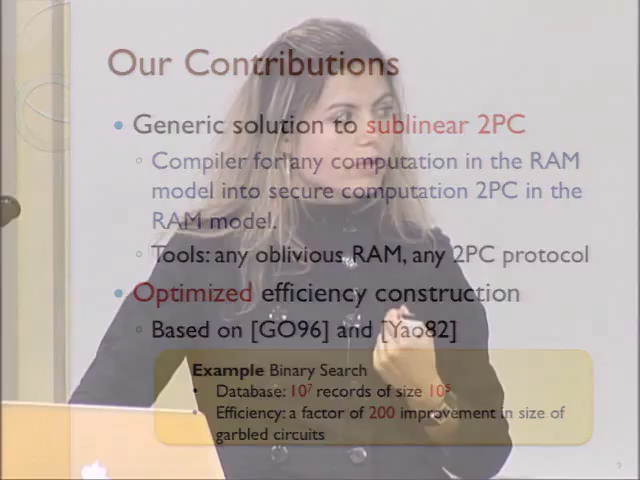 Our Contributions
• Generic solution to sublinear 2PC
◦ Compiler for any computation in the RAM
model into secure computation 2PC in the
RAM model.
◦ Tools: any oblivious RAM, any 2PC protocol
• Optimized efficiency construction
◦ Based on [GO96] and [Yao82]
Example Binary Search
• Database: 10⁷ records of size 10⁵
• Efficiency: a factor of 200 improvement in size of
garbled circuits